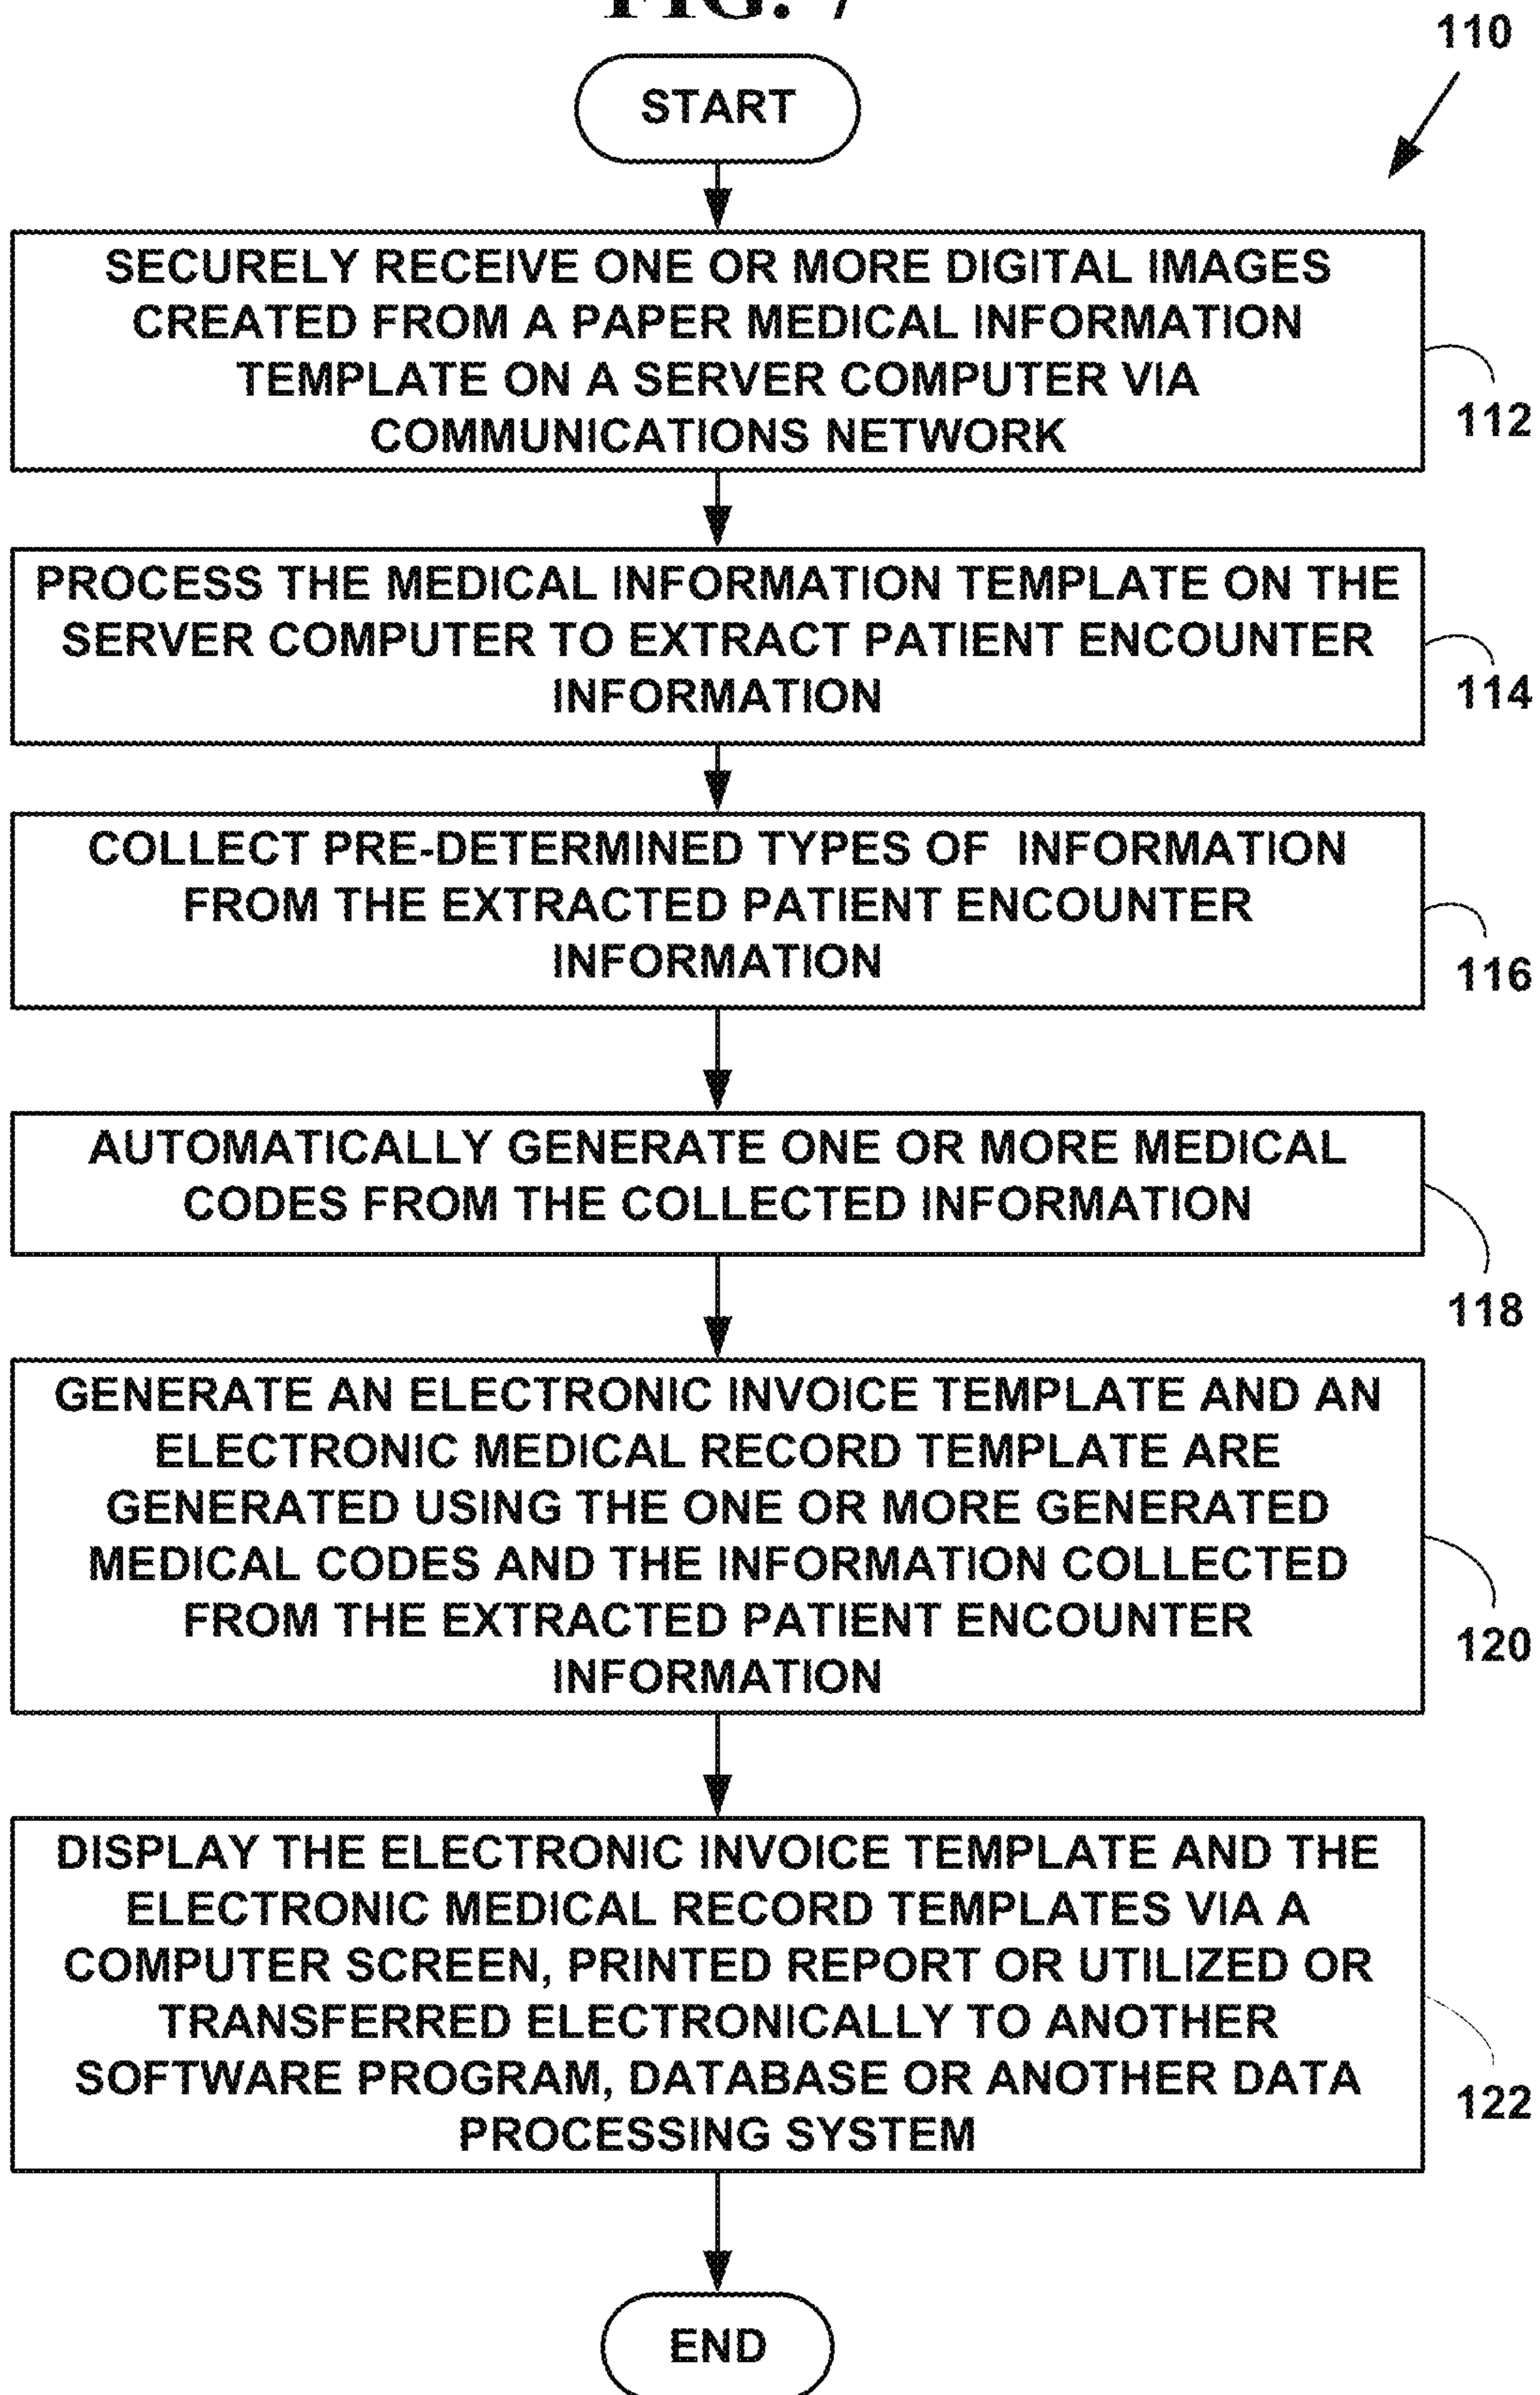 FIG. 7
110
START
SECURELY RECEIVE ONE OR MORE DIGITAL IMAGES
CREATED FROM A PAPER MEDICAL INFORMATION
TEMPLATE ON A SERVER COMPUTER VIA
COMMUNICATIONS NETWORK
112
PROCESS THE MEDICAL INFORMATION TEMPLATE ON THE
SERVER COMPUTER TO EXTRACT PATIENT ENCOUNTER
INFORMATION
114
COLLECT PRE-DETERMINED TYPES OF INFORMATION
FROM THE EXTRACTED PATIENT ENCOUNTER
INFORMATION
116
AUTOMATICALLY GENERATE ONE OR MORE MEDICAL
CODES FROM THE COLLECTED INFORMATION
118
GENERATE AN ELECTRONIC INVOICE TEMPLATE AND AN
ELECTRONIC MEDICAL RECORD TEMPLATE ARE
GENERATED USING THE ONE OR MORE GENERATED
MEDICAL CODES AND THE INFORMATION COLLECTED
FROM THE EXTRACTED PATIENT ENCOUNTER
INFORMATION
120
DISPLAY THE ELECTRONIC INVOICE TEMPLATE AND THE
ELECTRONIC MEDICAL RECORD TEMPLATES VIA A
COMPUTER SCREEN, PRINTED REPORT OR UTILIZED OR
TRANSFERRED ELECTRONICALLY TO ANOTHER
SOFTWARE PROGRAM, DATABASE OR ANOTHER DATA
PROCESSING SYSTEM
122
END